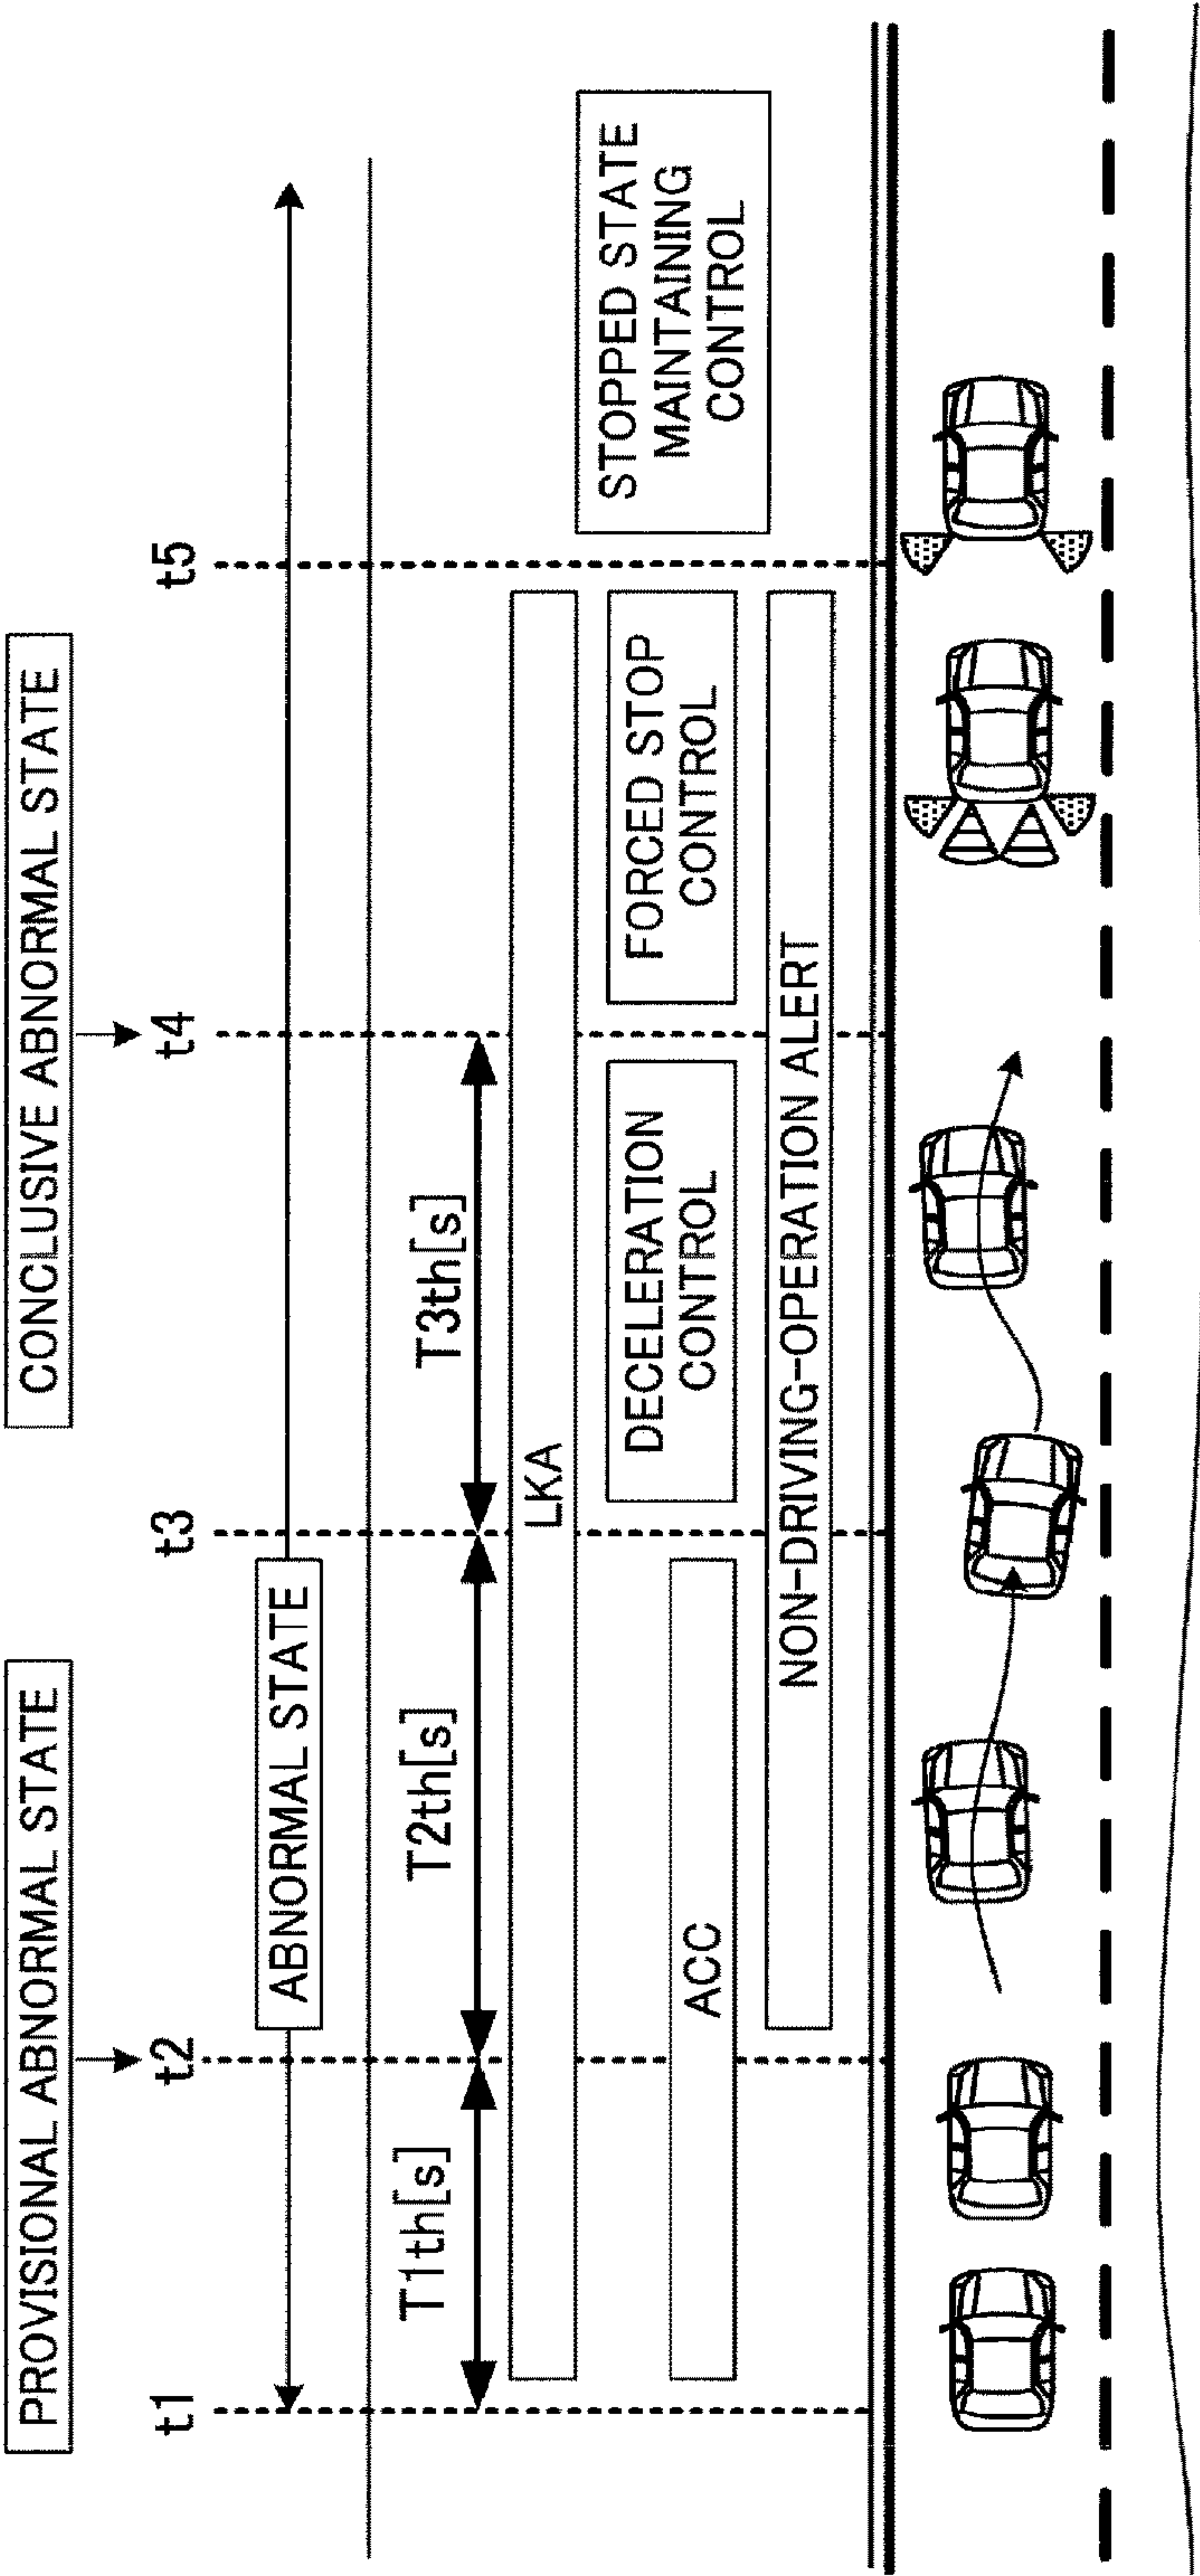 PROVISIONAL ABNORMAL STATE
CONCLUSIVE ABNORMAL STATE
t1
t2
t3
t4
t5
ABNORMAL STATE
T1th[s]
T2th[s]
T3th[s]
LKA
ACC
DECELERATION
CONTROL
FORCED STOP
CONTROL
STOPPED STATE
MAINTAINING
CONTROL
NON-DRIVING-OPERATION ALERT